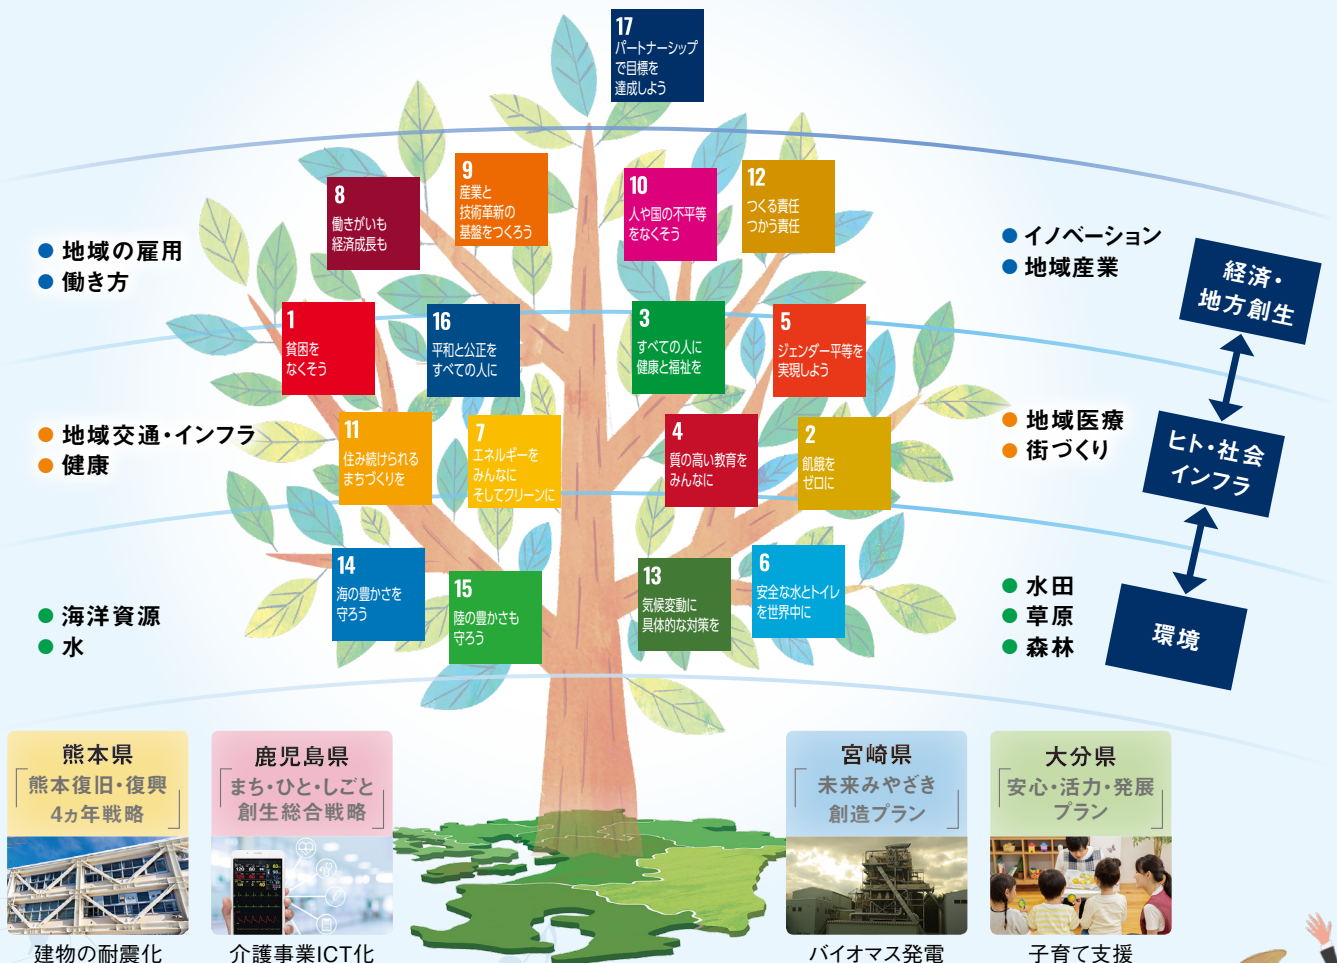 17
パートナーシップ
で目標を
達成しよう
8
働きがいも
経済成長も
9
産業と
技術革新の
基盤をつくろう
10
人や国の不平等
をなくそう
12
つくる責任
つかう責任
● 地域の雇用
● 働き方
● イノベーション
● 地域産業
経済・
地方創生
1
貧困を
なくそう
16
平和と公正を
すべての人に
3
すべての人に
健康と福祉を
5
ジェンダー平等を
実現しよう
● 地域交通・インフラ
● 健康
11
住み続けられる
まちづくりを
7
エネルギーを
みんなに
そしてクリーンに
4
質の高い教育を
みんなに
2
飢餓を
ゼロに
● 地域医療
● 街づくり
ヒト・社会
インフラ
14
海の豊かさを
守ろう
15
陸の豊かさも
守ろう
13
気候変動に
具体的な対策を
6
安全な水とトイレ
を世界中に
● 海洋資源
● 水
● 水田
● 草原
● 森林
環境
熊本県
「熊本復旧・復興
4ヵ年戦略」
建物の耐震化
鹿児島県
「まち・ひと・しごと
創生総合戦略」
介護事業ICT化
宮崎県
「未来みやざき
創造プラン」
バイオマス発電
大分県
「安心・活力・発展
プラン」
子育て支援